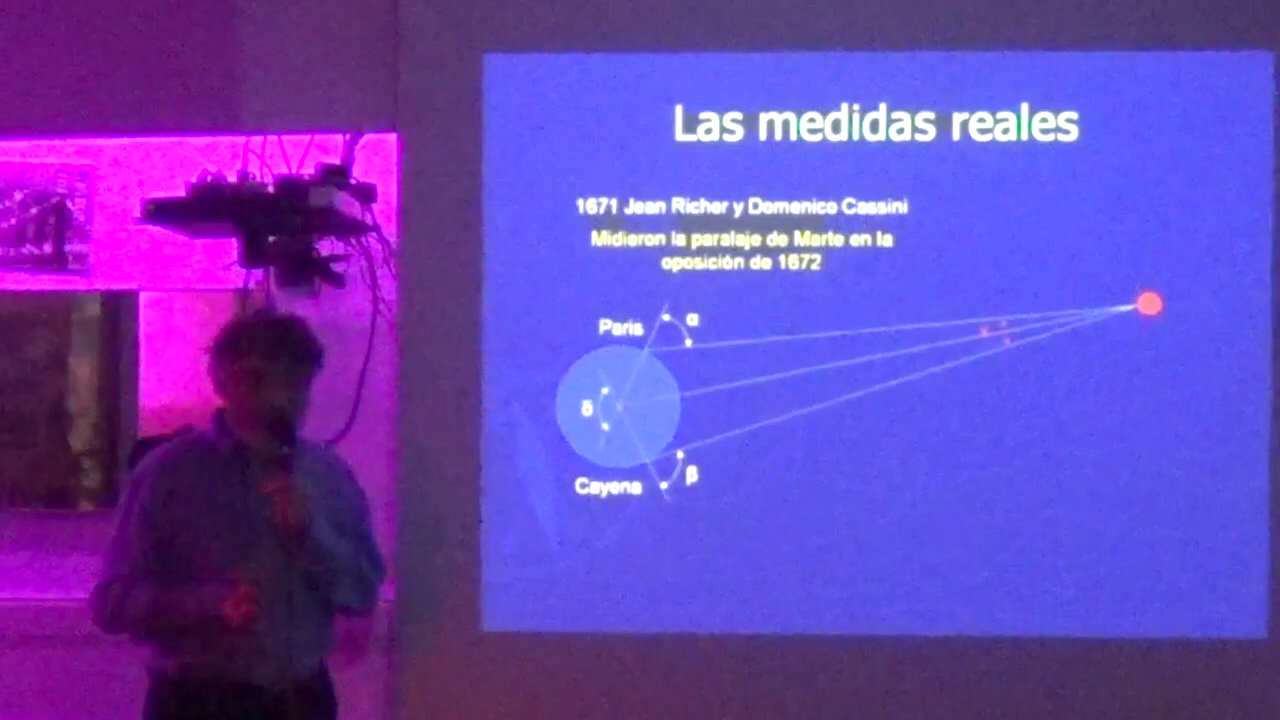 Las medidas reales
1671 Jean Richer y Domenico Cassini
Midieron la paralaje de Marte en la
oposición de 1672
Paris
α
δ
β
Cayena